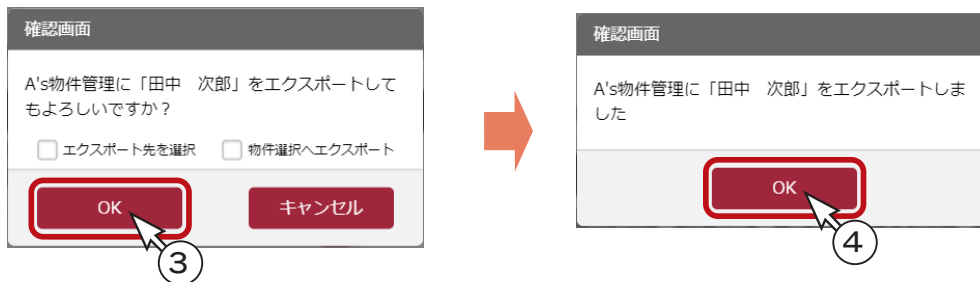 確認画面
A's物件管理に「田中　次郎」をエクスポートして
もよろしいですか？
エクスポート先を選択 物件選択へエクスポート
OK キャンセル
3
確認画面
A's物件管理に「田中　次郎」をエクスポートしま
した
OK
4